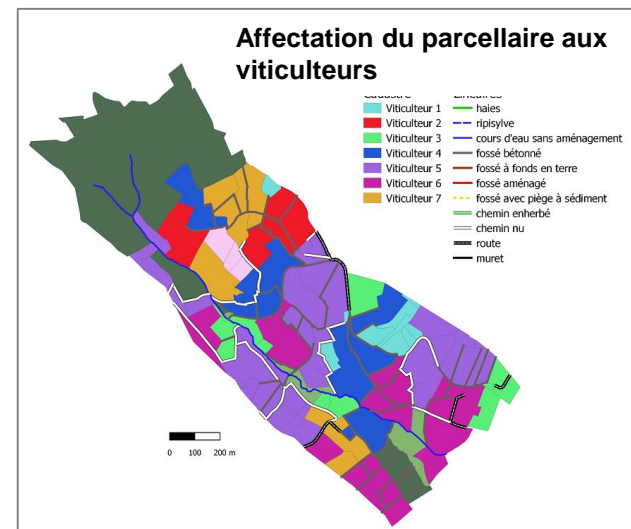 Affectation du parcellaire aux
viticulteurs
Viticulteur 1
Viticulteur 2
Viticulteur 3
Viticulteur 4
Viticulteur 5
Viticulteur 6
Viticulteur 7
haies
ripisylve
cours d'eau sans aménagement
fossé bétonné
fossé à fonds en terre
fossé aménagé
fossé avec piège à sédiment
chemin enherbé
chemin nu
route
muret
0 100 200 m